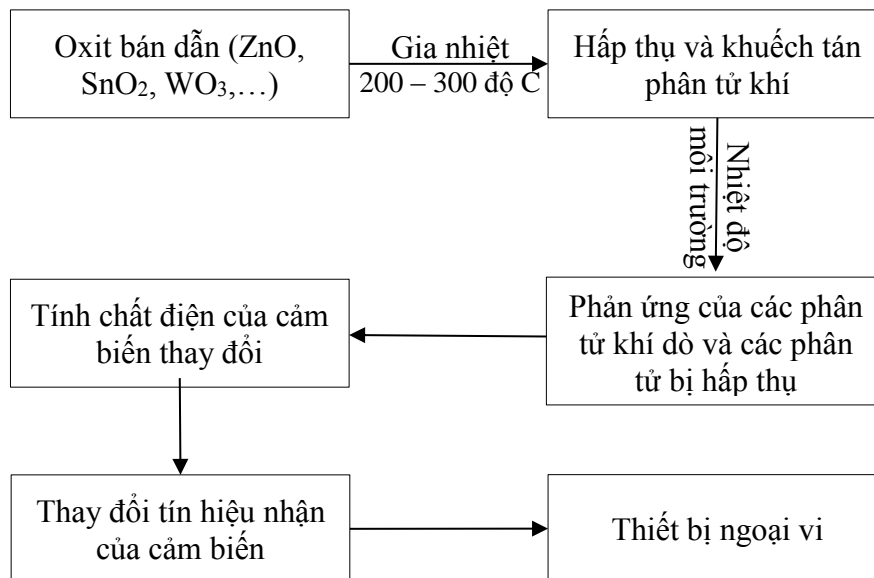 Oxit bán dẫn (ZnO,
SnO₂, WO₃,…)
Gia nhiệt
200 – 300 độ C
Hấp thụ và khuếch tán
phân tử khí
Nhiệt độ
môi trường
Phản ứng của các phân
tử khí dò và các phân
tử bị hấp thụ
Tính chất điện của cảm
biến thay đổi
Thay đổi tín hiệu nhận
của cảm biến
Thiết bị ngoại vi